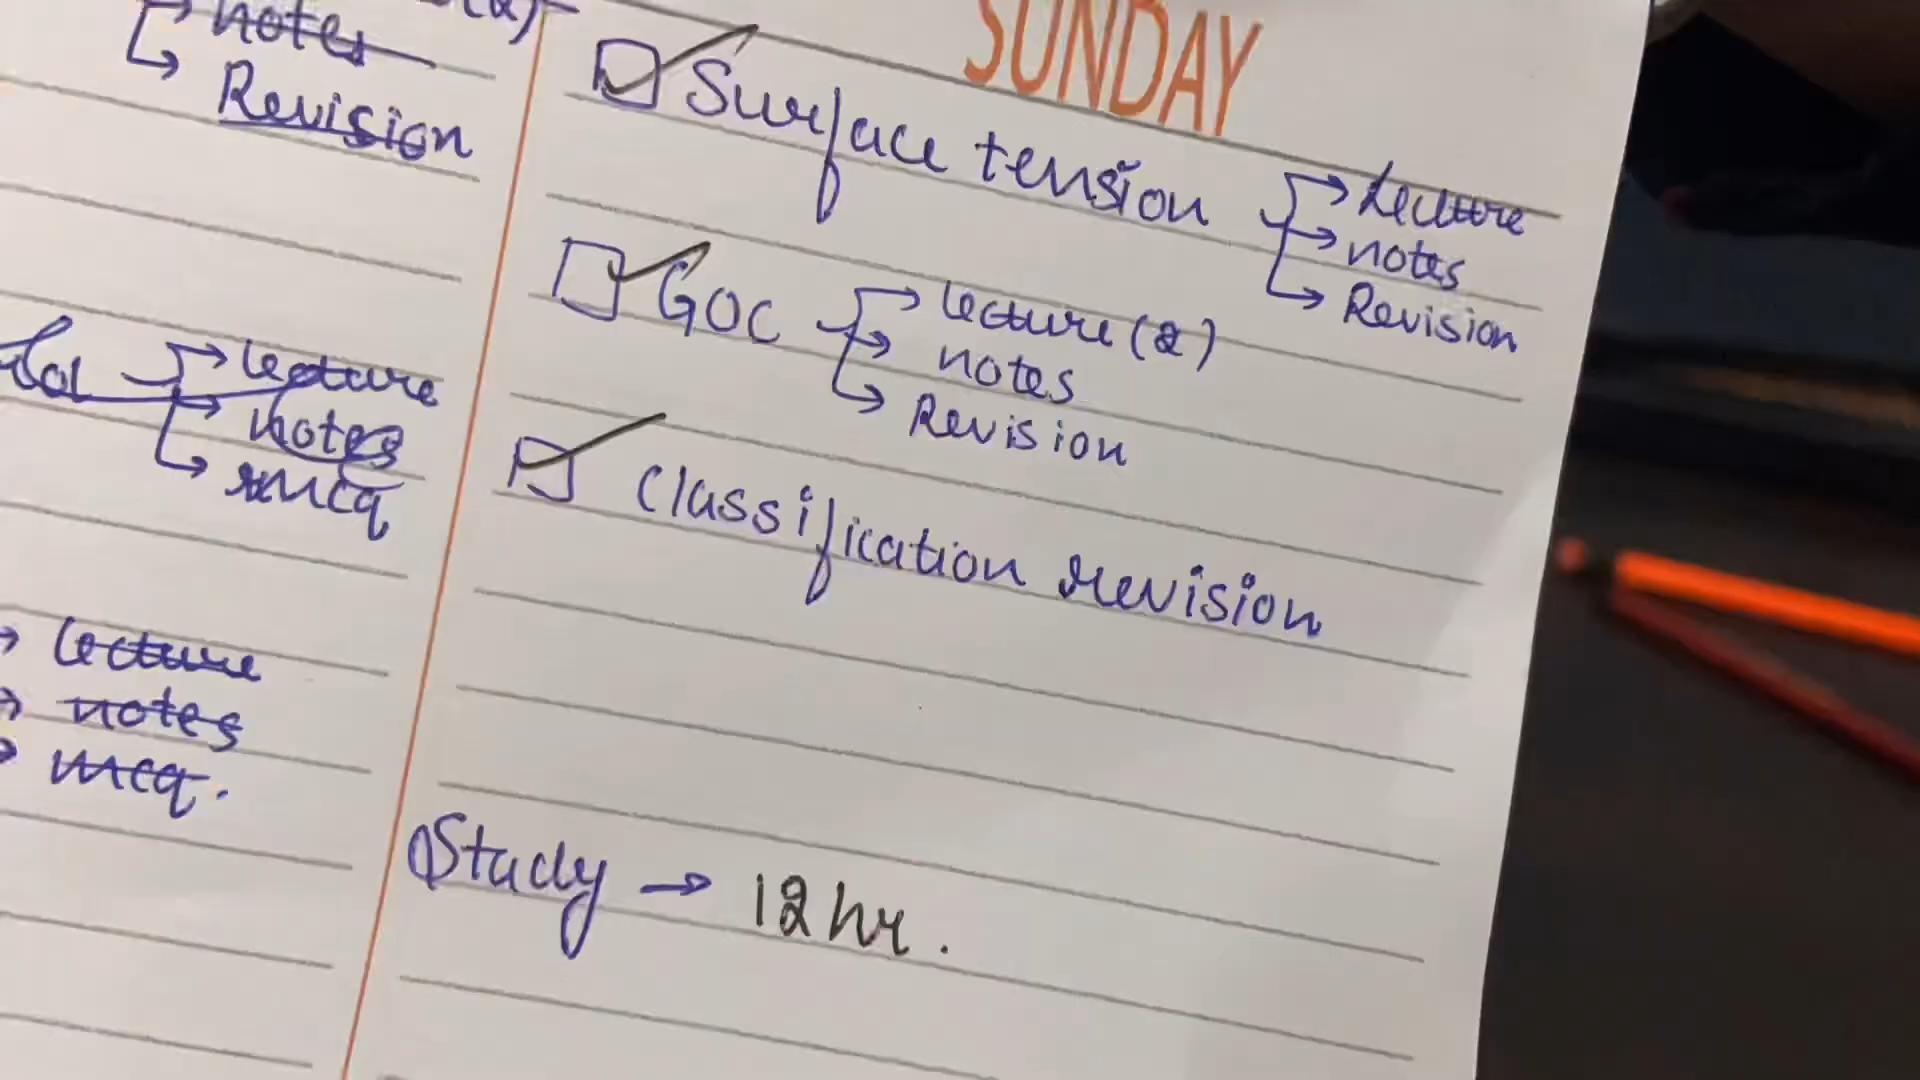 notes
Revision
lecture
notes
mcq
lecture
notes
mcq.
SUNDAY
Surface tension → Lecture
→ notes
→ Revision
GOC → lecture (2)
→ notes
→ Revision
Classification revision
Study → 12 hr.